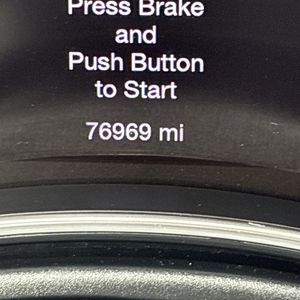 Press Brake
and
Push Button
to Start
76969 mi